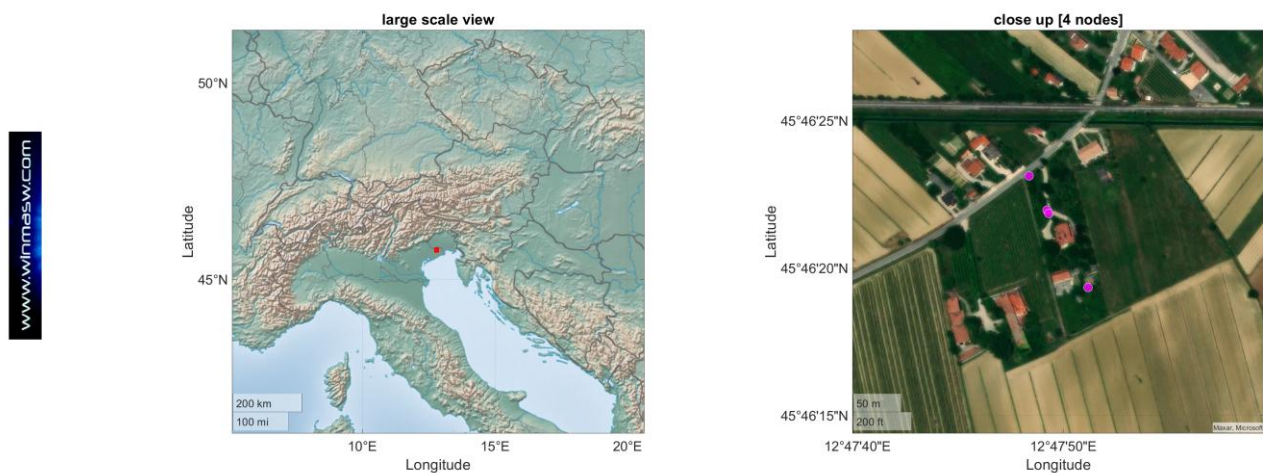 www.winmasw.com
large scale view
50°N
45°N
Latitude
200 km
100 mi
10°E
15°E
20°E
Longitude
close up [4 nodes]
45°46'25"N
45°46'20"N
45°46'15"N
Latitude
50 m
200 ft
Maxar, Microsoft
12°47'40"E
12°47'50"E
Longitude